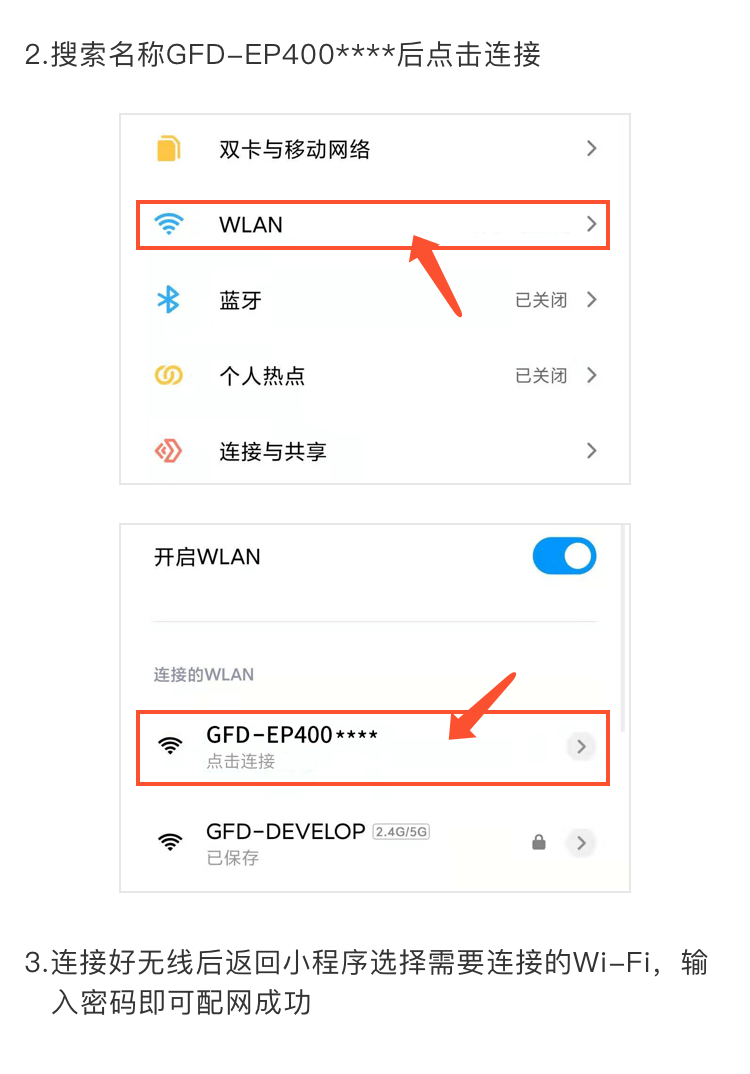 2.搜索名称GFD-EP400****后点击连接
双卡与移动网络
WLAN
蓝牙 已关闭
个人热点 已关闭
连接与共享
开启WLAN
连接的WLAN
GFD-EP400****
点击连接
GFD-DEVELOP 2.4G/5G
已保存
3.连接好无线后返回小程序选择需要连接的Wi-Fi，输
入密码即可配网成功